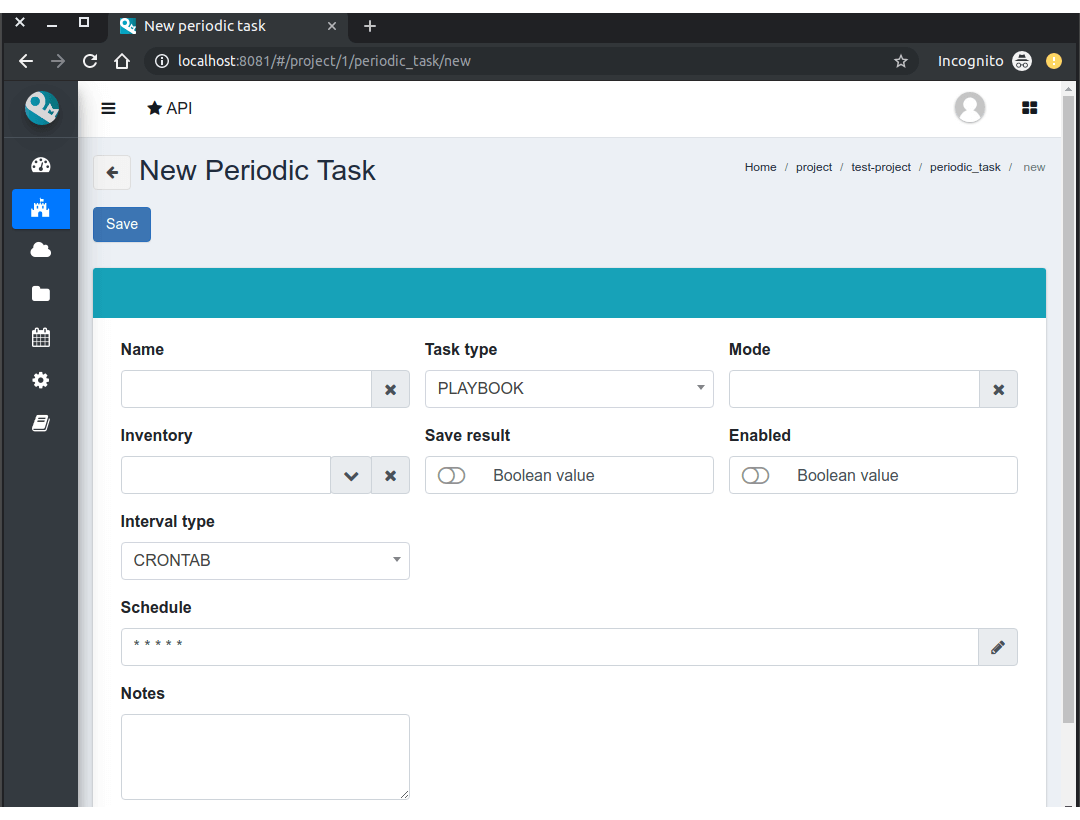 New periodic task
localhost:8081/#/project/1/periodic_task/new
Incognito
API
New Periodic Task
Home / project / test-project / periodic_task / new
Save
Name Task type Mode
PLAYBOOK
Inventory Save result Enabled
Boolean value Boolean value
Interval type
CRONTAB
Schedule
* * * * *
Notes